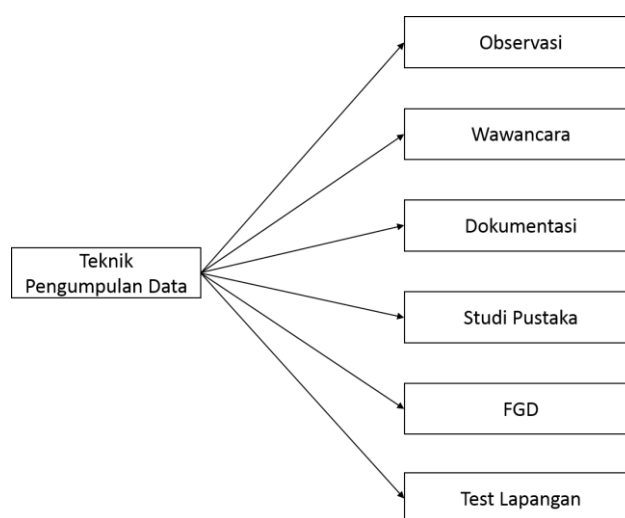 Observasi
Wawancara
Dokumentasi
Teknik
Pengumpulan Data
Studi Pustaka
FGD
Test Lapangan